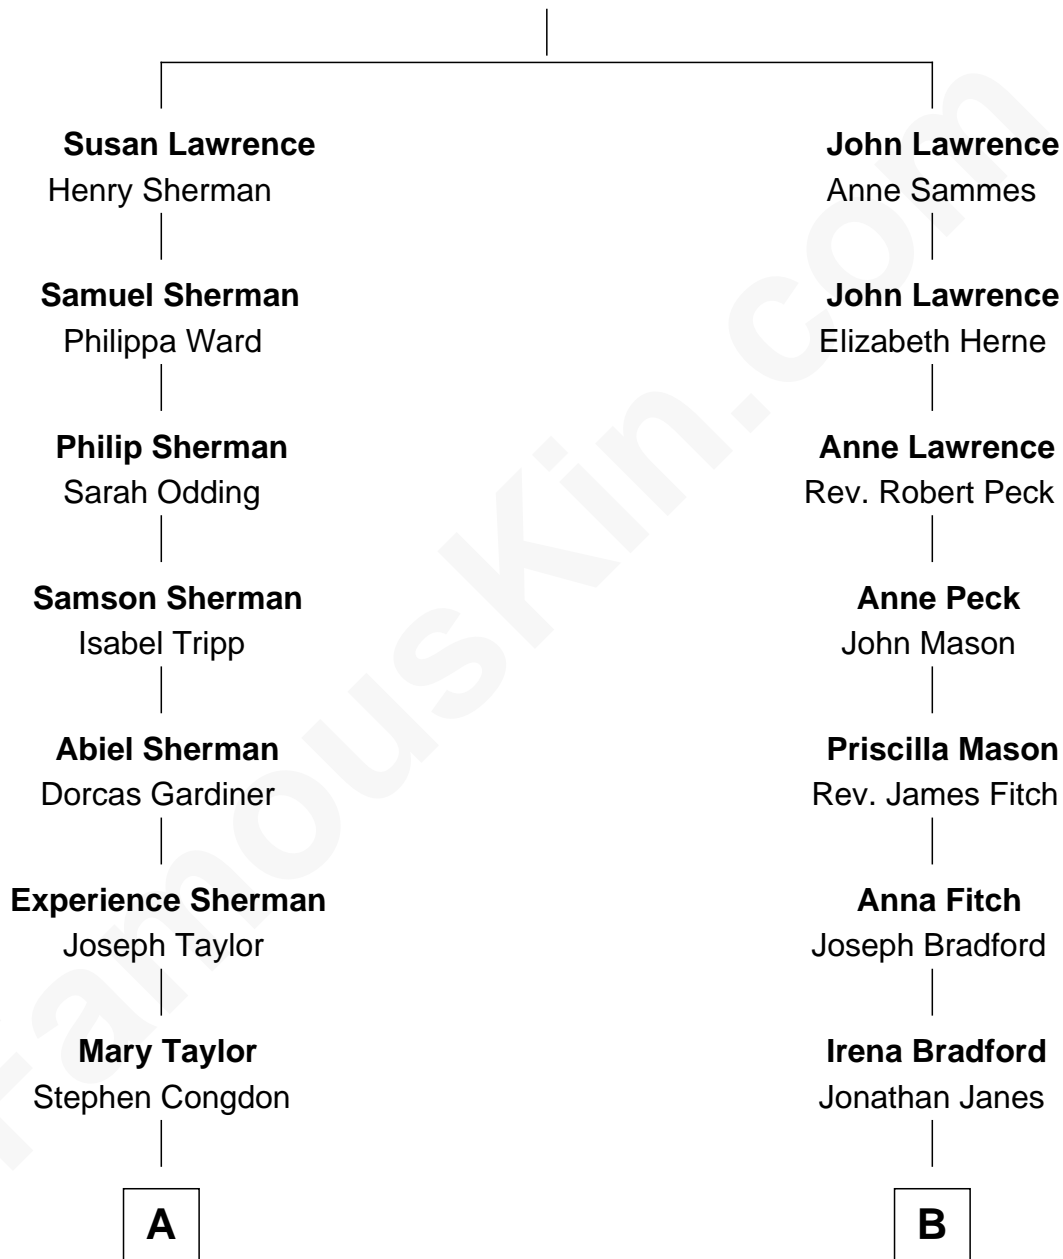 Susan Lawrence
Henry Sherman
Samuel Sherman
Philippa Ward
Philip Sherman
Sarah Odding
Samson Sherman
Isabel Tripp
Abiel Sherman
Dorcas Gardiner
Experience Sherman
Joseph Taylor
Mary Taylor
Stephen Congdon
A
John Lawrence
Anne Sammes
John Lawrence
Elizabeth Herne
Anne Lawrence
Rev. Robert Peck
Anne Peck
John Mason
Priscilla Mason
Rev. James Fitch
Anna Fitch
Joseph Bradford
Irena Bradford
Jonathan Janes
B
FamousKin.com